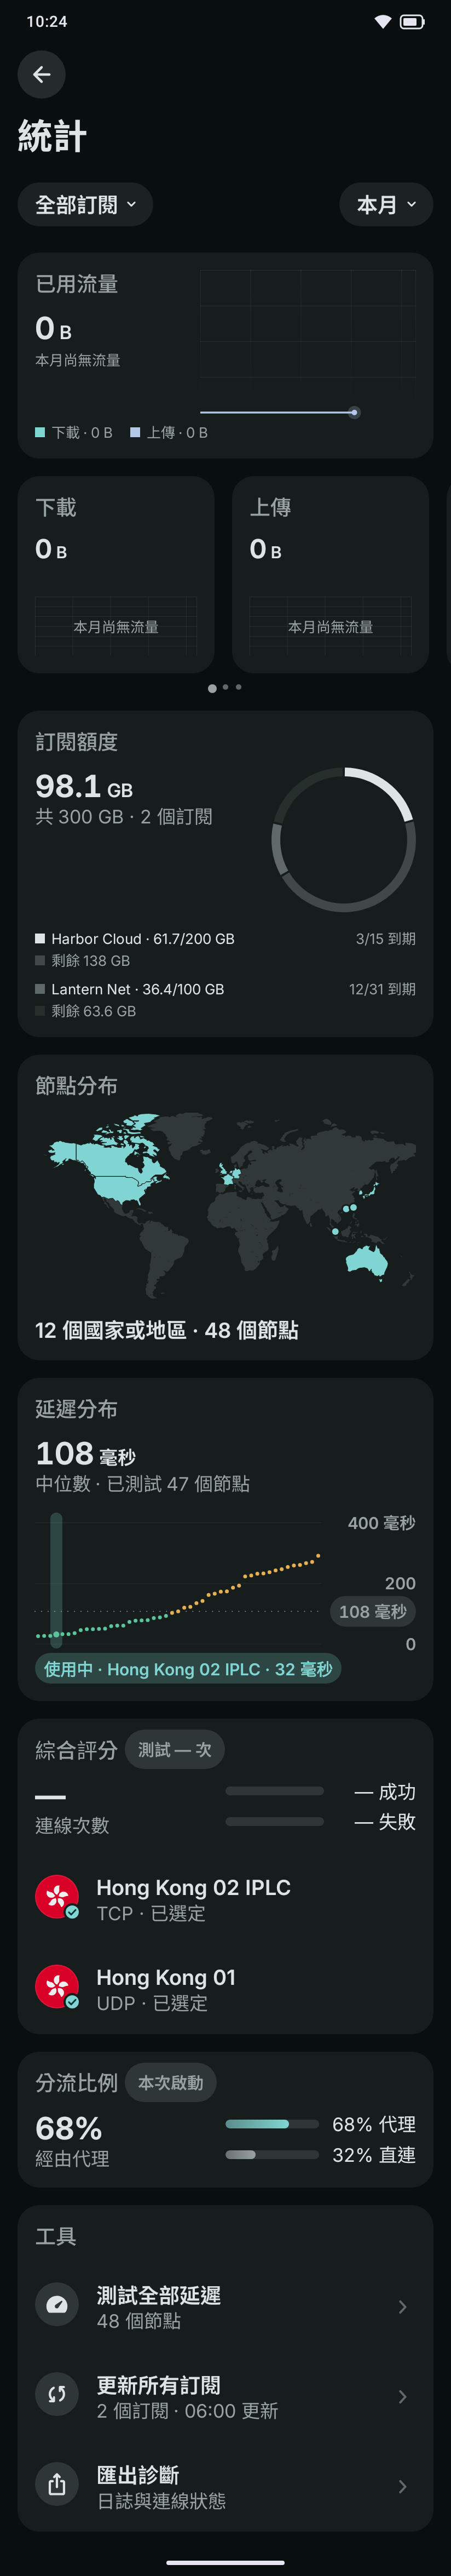 10:24
統計
全部訂閱
本月
已用流量
0 B
本月尚無流量
下載 · 0 B
上傳 · 0 B
下載
0 B
本月尚無流量
上傳
0 B
本月尚無流量
訂閱額度
98.1 GB
共 300 GB · 2 個訂閱
Harbor Cloud · 61.7/200 GB
3/15 到期
剩餘 138 GB
Lantern Net · 36.4/100 GB
12/31 到期
剩餘 63.6 GB
節點分布
12 個國家或地區 · 48 個節點
延遲分布
108 毫秒
中位數 · 已測試 47 個節點
400 毫秒
200
108 毫秒
0
使用中 · Hong Kong 02 IPLC · 32 毫秒
綜合評分
測試 — 次
—
連線次數
— 成功
— 失敗
Hong Kong 02 IPLC
TCP · 已選定
Hong Kong 01
UDP · 已選定
分流比例
本次啟動
68%
經由代理
68% 代理
32% 直連
工具
測試全部延遲
48 個節點
更新所有訂閱
2 個訂閱 · 06:00 更新
匯出診斷
日誌與連線狀態